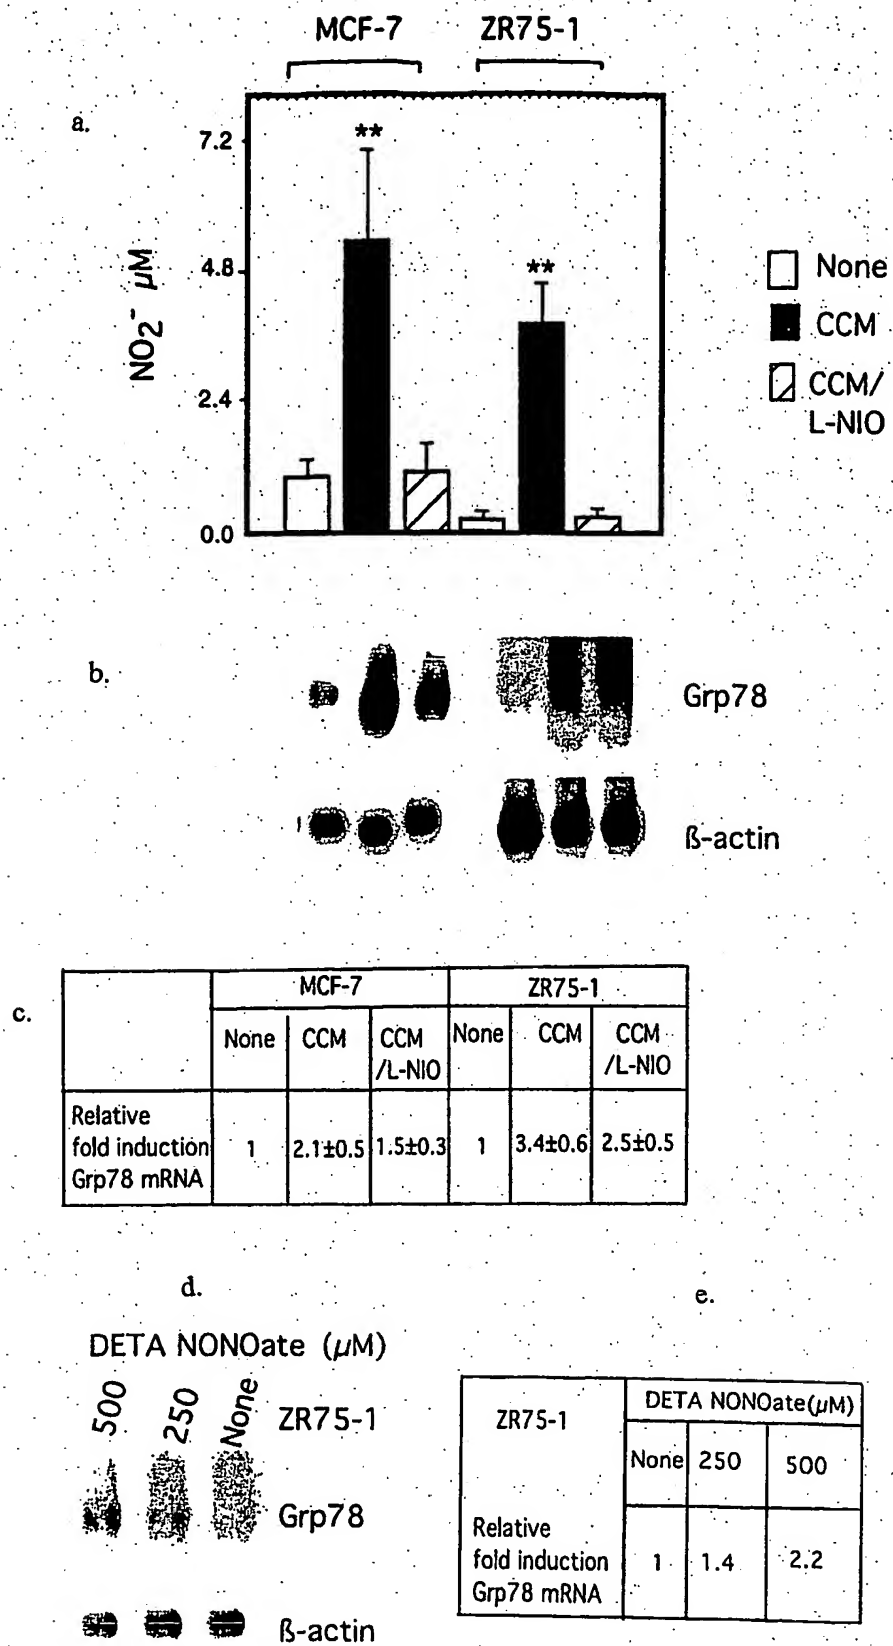 MCF-7 ZR75-1
a.
7.2
4.8
2.4
0.0
NO2- µM
**
**
None
CCM
CCM/
L-NIO
b.
Grp78
ß-actin
c.
MCF-7 ZR75-1
None CCM CCM /L-NIO None CCM CCM /L-NIO
Relative
fold induction 1 2.1±0.5 1.5±0.3 1 3.4±0.6 2.5±0.5
Grp78 mRNA
d.
DETA NONOate (µM)
500 250 None ZR75-1
Grp78
ß-actin
e.
ZR75-1 DETA NONOate(µM)
None 250 500
Relative
fold induction 1 1.4 2.2
Grp78 mRNA